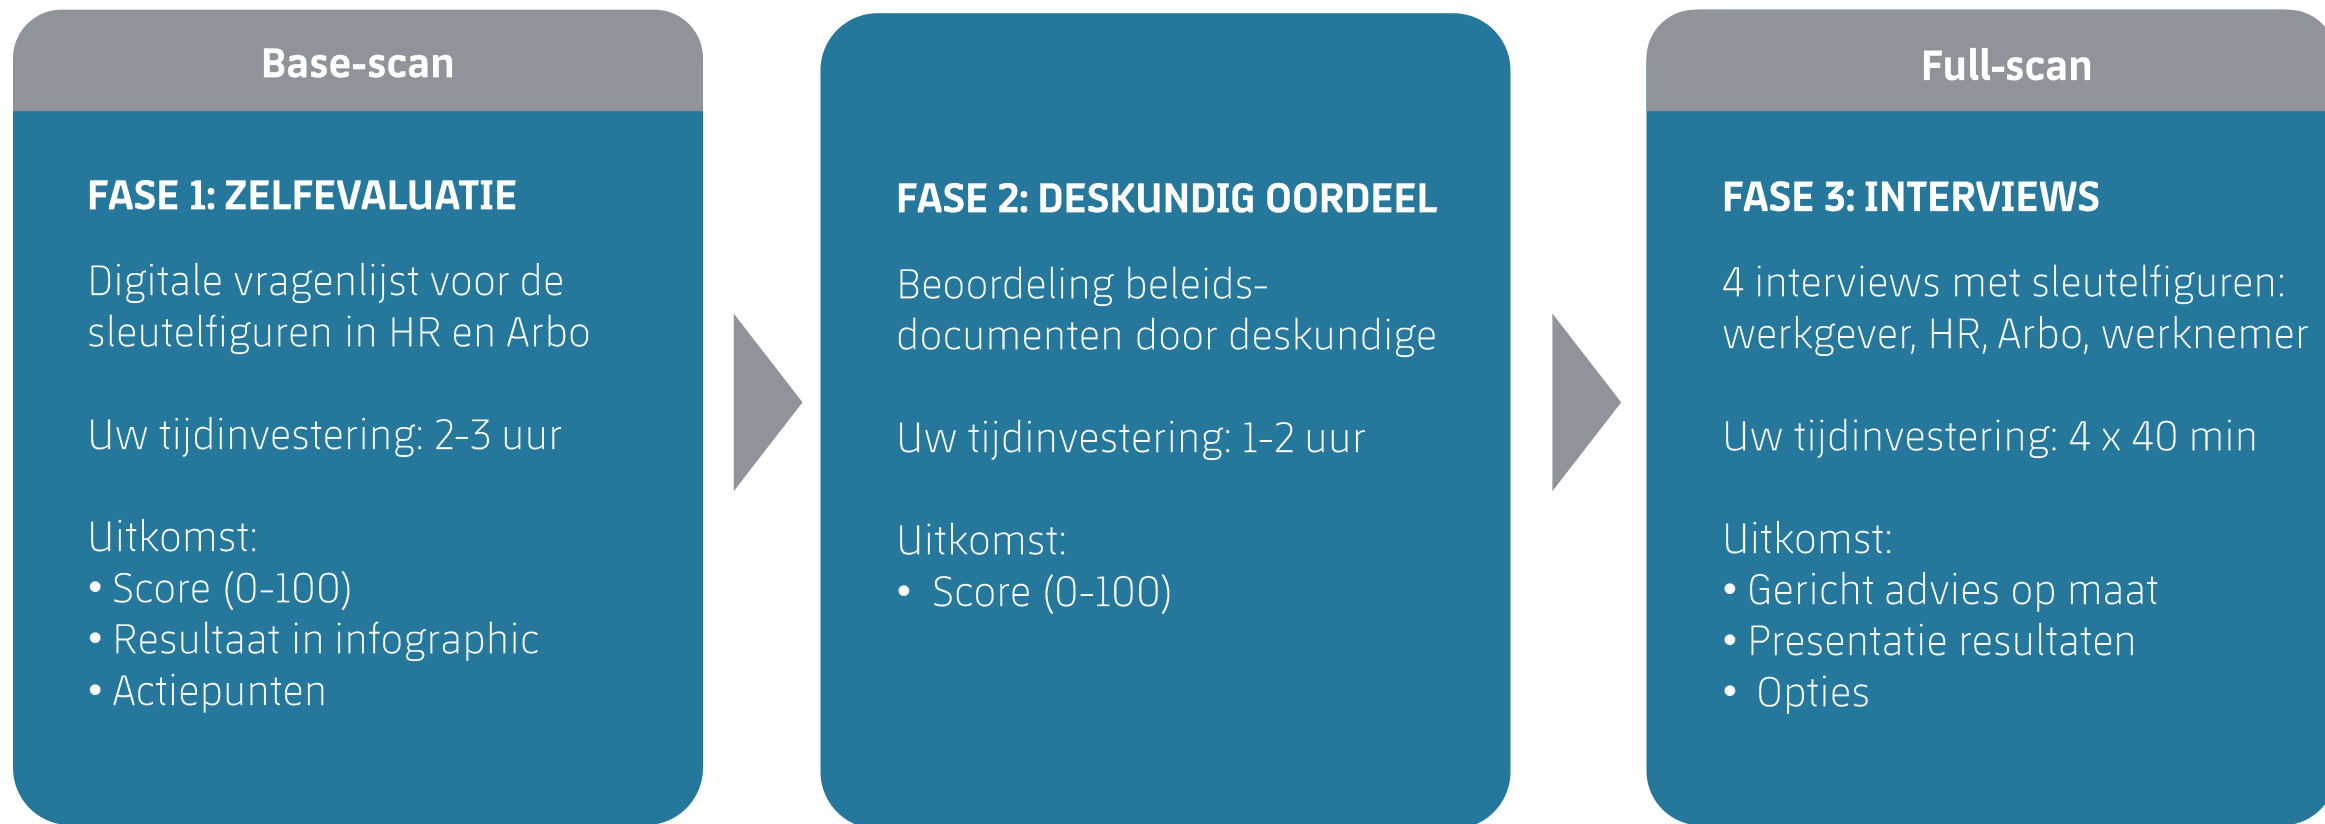 Base-scan
FASE 1: ZELFEVALUATIE
Digitale vragenlijst voor de
sleutelfiguren in HR en Arbo
Uw tijdinvestering: 2-3 uur
Uitkomst:
• Score (0-100)
• Resultaat in infographic
• Actiepunten
FASE 2: DESKUNDIG OORDEEL
Beoordeling beleids-
documenten door deskundige
Uw tijdinvestering: 1-2 uur
Uitkomst:
• Score (0-100)
Full-scan
FASE 3: INTERVIEWS
4 interviews met sleutelfiguren:
werkgever, HR, Arbo, werknemer
Uw tijdinvestering: 4 x 40 min
Uitkomst:
• Gericht advies op maat
• Presentatie resultaten
• Opties